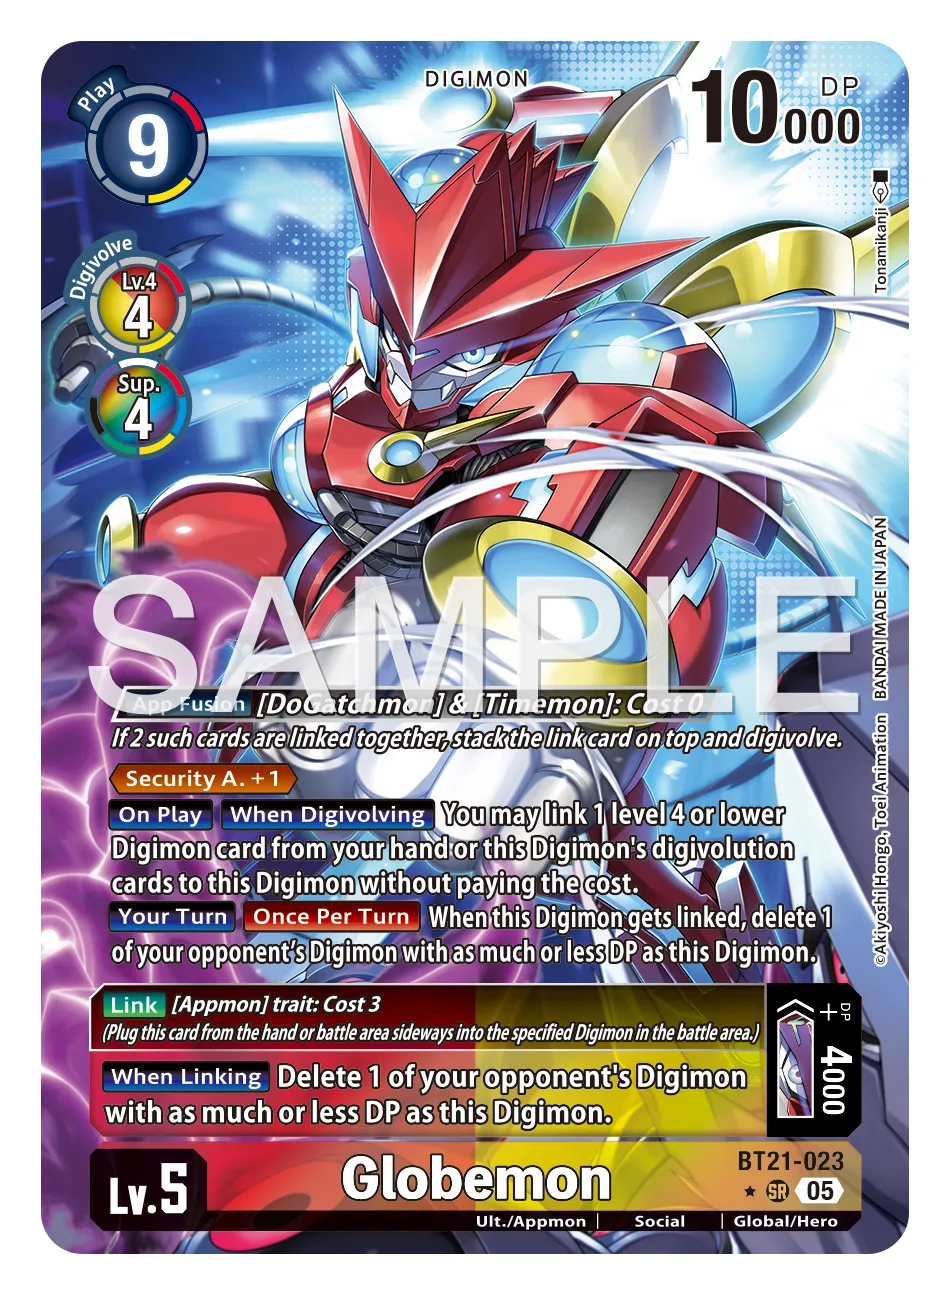 Play
9
DIGIMON
10000 DP
Digivolve
Lv.4
4
Sup.
4
Tonamikanji
BANDAI MADE IN JAPAN
©Akiyoshi Hongo, Toei Animation
SAMPLE
App Fusion [DoGatchmon] & [Timemon]: Cost 0
If 2 such cards are linked together, stack the link card on top and digivolve.
Security A. +1
On Play When Digivolving You may link 1 level 4 or lower
Digimon card from your hand or this Digimon's digivolution
cards to this Digimon without paying the cost.
Your Turn Once Per Turn When this Digimon gets linked, delete 1
of your opponent's Digimon with as much or less DP as this Digimon.
Link [Appmon] trait: Cost 3
(Plug this card from the hand or battle area sideways into the specified Digimon in the battle area.)
DP +4000
When Linking Delete 1 of your opponent's Digimon
with as much or less DP as this Digimon.
Lv.5
Globemon
BT21-023
SR 05
Ult./Appmon | Social | Global/Hero